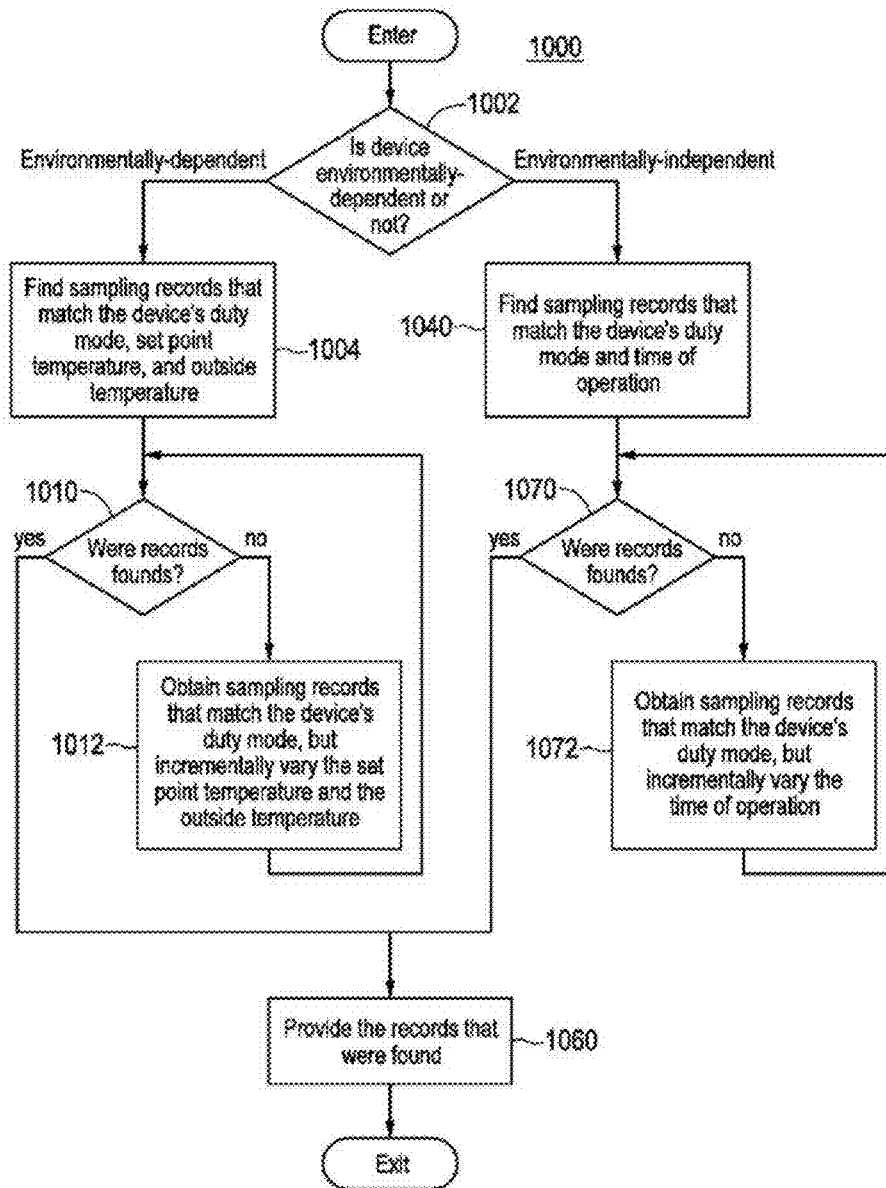 Enter
1000
1002
Is device
environmentally-
dependent or
not?
Environmentally-dependent
Environmentally-independent
Find sampling records that
match the device's duty
mode, set point
temperature, and outside
temperature
1004
1040
Find sampling records that
match the device's duty
mode and time of
operation
1010
yes
Were records
founds?
no
1070
yes
Were records
founds?
no
1012
Obtain sampling records
that match the device's
duty mode, but
incrementally vary the set
point temperature and the
outside temperature
1072
Obtain sampling records
that match the device's
duty mode, but
incrementally vary the
time of operation
Provide the records that
were found
1060
Exit